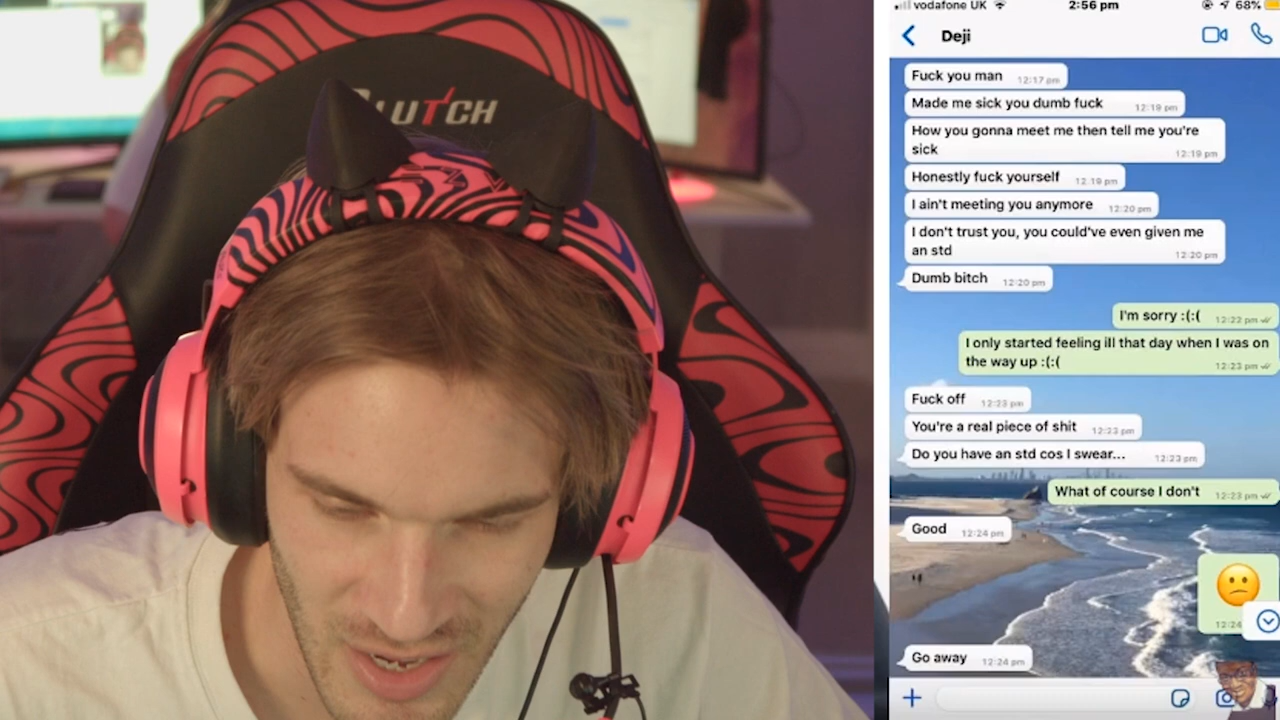 CLUTCH
vodafone UK
2:56 pm
68%
Deji
Fuck you man 12:17 pm
Made me sick you dumb fuck 12:19 pm
How you gonna meet me then tell me you're
sick 12:19 pm
Honestly fuck yourself 12:19 pm
I ain't meeting you anymore 12:20 pm
I don't trust you, you could've even given me
an std 12:20 pm
Dumb bitch 12:20 pm
I'm sorry :(:( 12:22 pm
I only started feeling ill that day when I was on
the way up :(:( 12:23 pm
Fuck off 12:23 pm
You're a real piece of shit 12:23 pm
Do you have an std cos I swear... 12:23 pm
What of course I don't 12:23 pm
Good 12:24 pm
12:24
Go away 12:24 pm